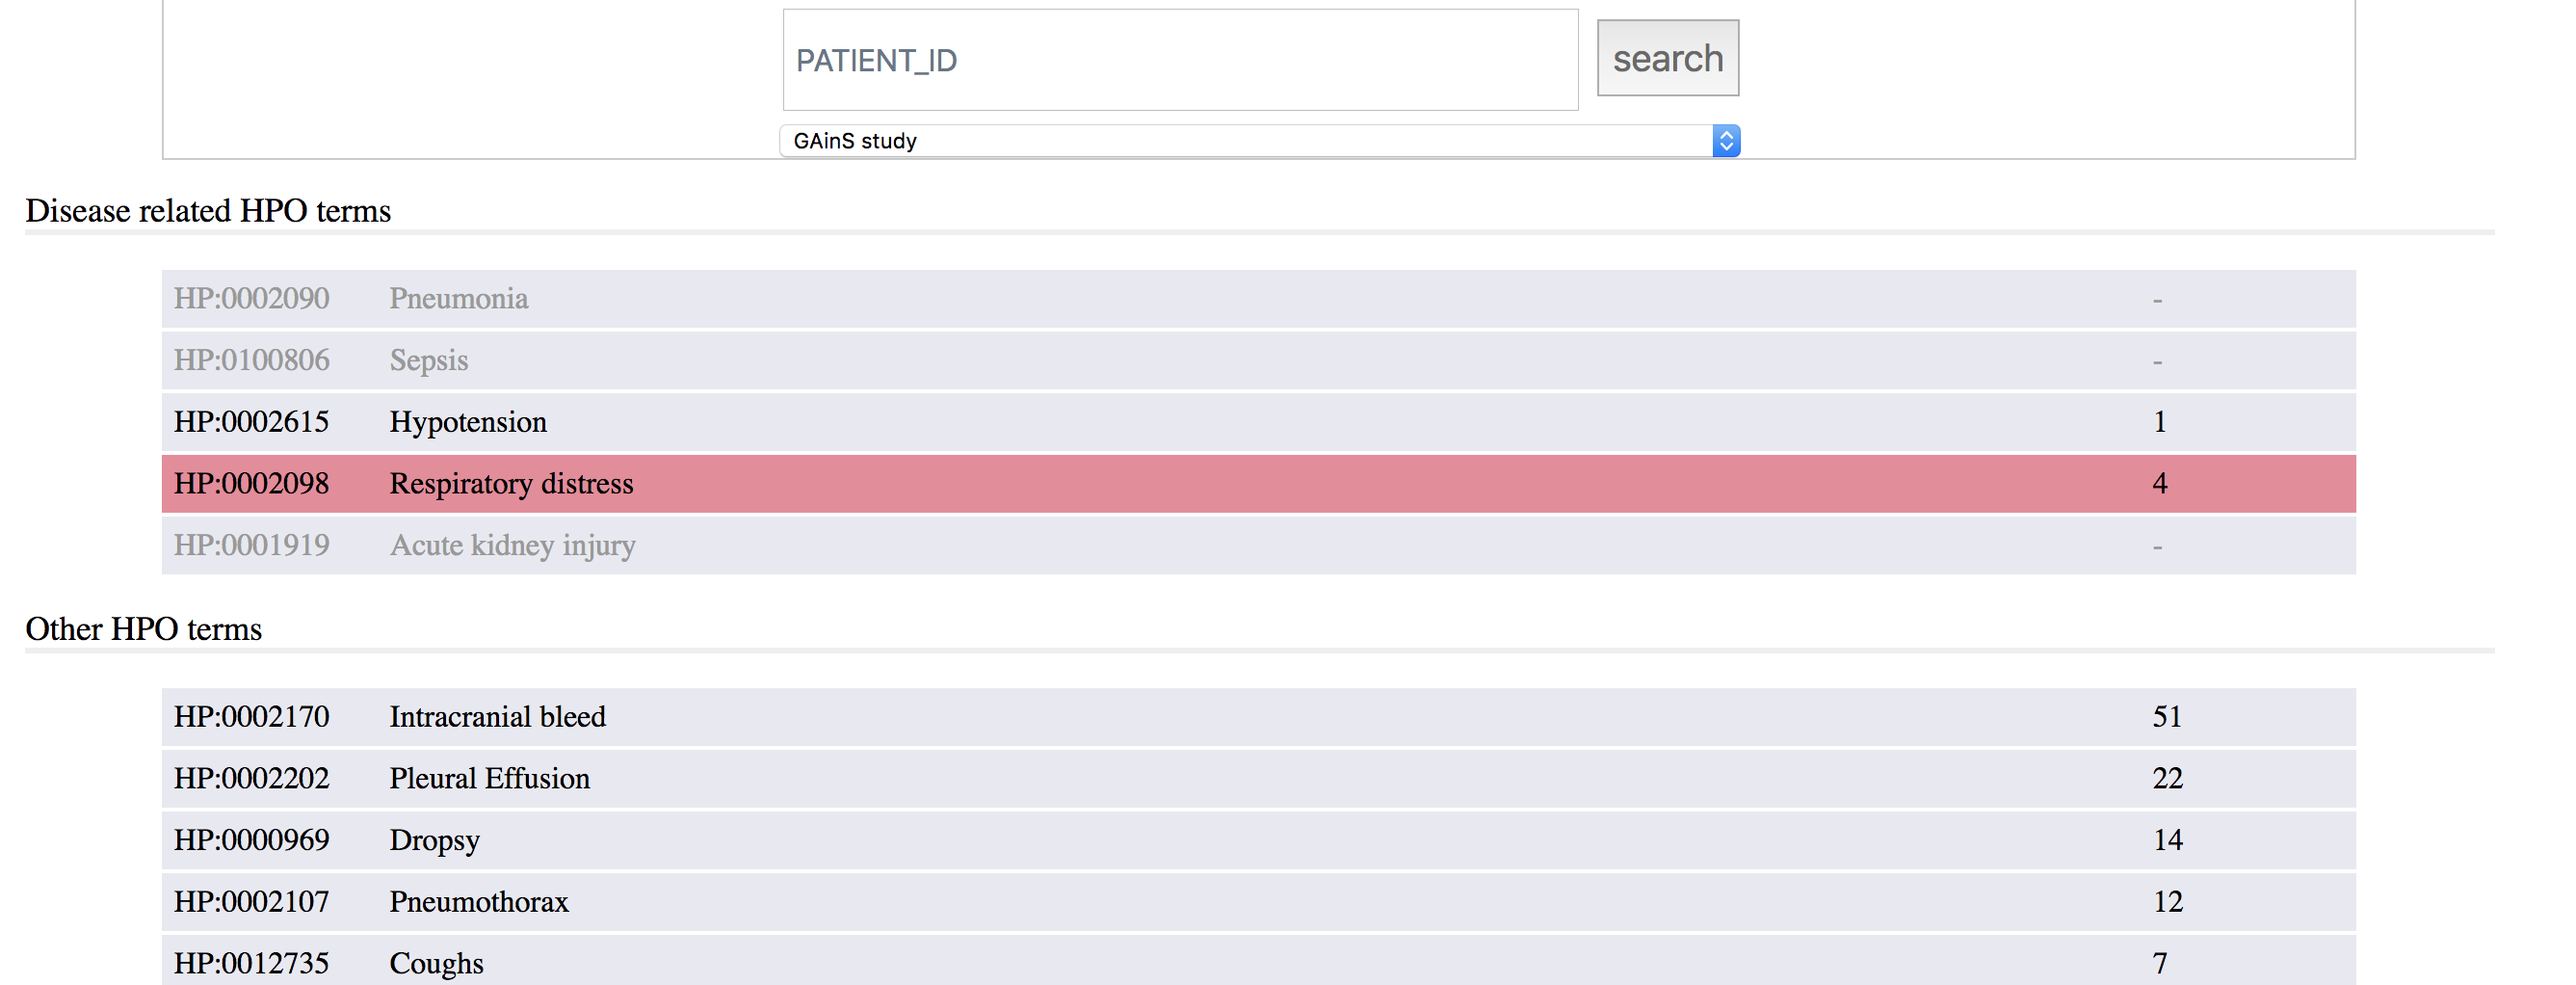 PATIENT_ID search
GAinS study
Disease related HPO terms
HP:0002090 Pneumonia -
HP:0100806 Sepsis -
HP:0002615 Hypotension 1
HP:0002098 Respiratory distress 4
HP:0001919 Acute kidney injury -
Other HPO terms
HP:0002170 Intracranial bleed 51
HP:0002202 Pleural Effusion 22
HP:0000969 Dropsy 14
HP:0002107 Pneumothorax 12
HP:0012735 Coughs 7